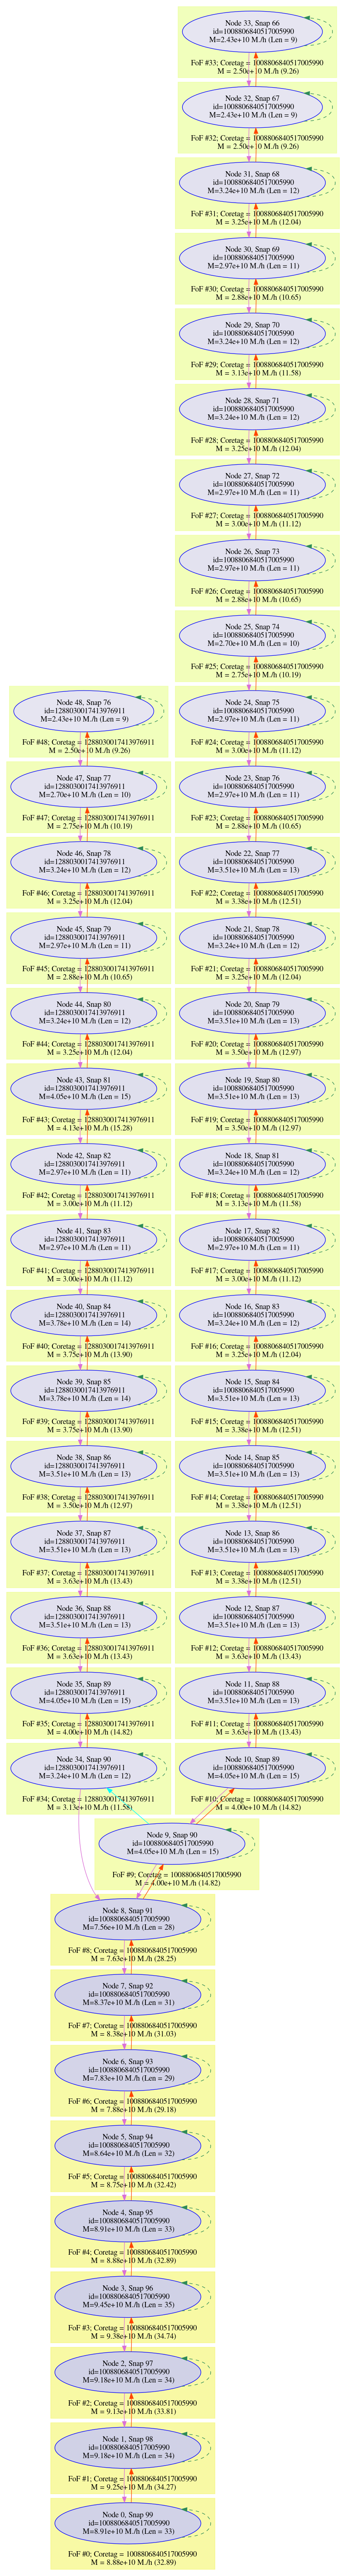 Node 33, Snap 66
id=1008806840517005990
M=2.43e+10 M./h (Len = 9)
FoF #33; Coretag = 1008806840517005990
M = 2.50e+10 M./h (9.26)
Node 32, Snap 67
id=1008806840517005990
M=2.43e+10 M./h (Len = 9)
FoF #32; Coretag = 1008806840517005990
M = 2.50e+10 M./h (9.26)
Node 31, Snap 68
id=1008806840517005990
M=3.24e+10 M./h (Len = 12)
FoF #31; Coretag = 1008806840517005990
M = 3.25e+10 M./h (12.04)
Node 30, Snap 69
id=1008806840517005990
M=2.97e+10 M./h (Len = 11)
FoF #30; Coretag = 1008806840517005990
M = 2.88e+10 M./h (10.65)
Node 29, Snap 70
id=1008806840517005990
M=3.24e+10 M./h (Len = 12)
FoF #29; Coretag = 1008806840517005990
M = 3.13e+10 M./h (11.58)
Node 28, Snap 71
id=1008806840517005990
M=3.24e+10 M./h (Len = 12)
FoF #28; Coretag = 1008806840517005990
M = 3.25e+10 M./h (12.04)
Node 27, Snap 72
id=1008806840517005990
M=2.97e+10 M./h (Len = 11)
FoF #27; Coretag = 1008806840517005990
M = 3.00e+10 M./h (11.12)
Node 26, Snap 73
id=1008806840517005990
M=2.97e+10 M./h (Len = 11)
FoF #26; Coretag = 1008806840517005990
M = 2.88e+10 M./h (10.65)
Node 25, Snap 74
id=1008806840517005990
M=2.70e+10 M./h (Len = 10)
FoF #25; Coretag = 1008806840517005990
M = 2.75e+10 M./h (10.19)
Node 24, Snap 75
id=1008806840517005990
M=2.97e+10 M./h (Len = 11)
FoF #24; Coretag = 1008806840517005990
M = 3.00e+10 M./h (11.12)
Node 23, Snap 76
id=1008806840517005990
M=2.97e+10 M./h (Len = 11)
FoF #23; Coretag = 1008806840517005990
M = 2.88e+10 M./h (10.65)
Node 22, Snap 77
id=1008806840517005990
M=3.51e+10 M./h (Len = 13)
FoF #22; Coretag = 1008806840517005990
M = 3.38e+10 M./h (12.51)
Node 21, Snap 78
id=1008806840517005990
M=3.24e+10 M./h (Len = 12)
FoF #21; Coretag = 1008806840517005990
M = 3.25e+10 M./h (12.04)
Node 20, Snap 79
id=1008806840517005990
M=3.51e+10 M./h (Len = 13)
FoF #20; Coretag = 1008806840517005990
M = 3.50e+10 M./h (12.97)
Node 19, Snap 80
id=1008806840517005990
M=3.51e+10 M./h (Len = 13)
FoF #19; Coretag = 1008806840517005990
M = 3.50e+10 M./h (12.97)
Node 18, Snap 81
id=1008806840517005990
M=3.24e+10 M./h (Len = 12)
FoF #18; Coretag = 1008806840517005990
M = 3.13e+10 M./h (11.58)
Node 17, Snap 82
id=1008806840517005990
M=2.97e+10 M./h (Len = 11)
FoF #17; Coretag = 1008806840517005990
M = 3.00e+10 M./h (11.12)
Node 16, Snap 83
id=1008806840517005990
M=3.24e+10 M./h (Len = 12)
FoF #16; Coretag = 1008806840517005990
M = 3.25e+10 M./h (12.04)
Node 15, Snap 84
id=1008806840517005990
M=3.51e+10 M./h (Len = 13)
FoF #15; Coretag = 1008806840517005990
M = 3.38e+10 M./h (12.51)
Node 14, Snap 85
id=1008806840517005990
M=3.51e+10 M./h (Len = 13)
FoF #14; Coretag = 1008806840517005990
M = 3.38e+10 M./h (12.51)
Node 13, Snap 86
id=1008806840517005990
M=3.51e+10 M./h (Len = 13)
FoF #13; Coretag = 1008806840517005990
M = 3.38e+10 M./h (12.51)
Node 12, Snap 87
id=1008806840517005990
M=3.51e+10 M./h (Len = 13)
FoF #12; Coretag = 1008806840517005990
M = 3.63e+10 M./h (13.43)
Node 11, Snap 88
id=1008806840517005990
M=3.51e+10 M./h (Len = 13)
FoF #11; Coretag = 1008806840517005990
M = 3.63e+10 M./h (13.43)
Node 10, Snap 89
id=1008806840517005990
M=4.05e+10 M./h (Len = 15)
FoF #10; Coretag = 1008806840517005990
M = 4.00e+10 M./h (14.82)
Node 48, Snap 76
id=1288030017413976911
M=2.43e+10 M./h (Len = 9)
FoF #48; Coretag = 1288030017413976911
M = 2.50e+10 M./h (9.26)
Node 47, Snap 77
id=1288030017413976911
M=2.70e+10 M./h (Len = 10)
FoF #47; Coretag = 1288030017413976911
M = 2.75e+10 M./h (10.19)
Node 46, Snap 78
id=1288030017413976911
M=3.24e+10 M./h (Len = 12)
FoF #46; Coretag = 1288030017413976911
M = 3.25e+10 M./h (12.04)
Node 45, Snap 79
id=1288030017413976911
M=2.97e+10 M./h (Len = 11)
FoF #45; Coretag = 1288030017413976911
M = 2.88e+10 M./h (10.65)
Node 44, Snap 80
id=1288030017413976911
M=3.24e+10 M./h (Len = 12)
FoF #44; Coretag = 1288030017413976911
M = 3.25e+10 M./h (12.04)
Node 43, Snap 81
id=1288030017413976911
M=4.05e+10 M./h (Len = 15)
FoF #43; Coretag = 1288030017413976911
M = 4.13e+10 M./h (15.28)
Node 42, Snap 82
id=1288030017413976911
M=2.97e+10 M./h (Len = 11)
FoF #42; Coretag = 1288030017413976911
M = 3.00e+10 M./h (11.12)
Node 41, Snap 83
id=1288030017413976911
M=2.97e+10 M./h (Len = 11)
FoF #41; Coretag = 1288030017413976911
M = 3.00e+10 M./h (11.12)
Node 40, Snap 84
id=1288030017413976911
M=3.78e+10 M./h (Len = 14)
FoF #40; Coretag = 1288030017413976911
M = 3.75e+10 M./h (13.90)
Node 39, Snap 85
id=1288030017413976911
M=3.78e+10 M./h (Len = 14)
FoF #39; Coretag = 1288030017413976911
M = 3.75e+10 M./h (13.90)
Node 38, Snap 86
id=1288030017413976911
M=3.51e+10 M./h (Len = 13)
FoF #38; Coretag = 1288030017413976911
M = 3.50e+10 M./h (12.97)
Node 37, Snap 87
id=1288030017413976911
M=3.51e+10 M./h (Len = 13)
FoF #37; Coretag = 1288030017413976911
M = 3.63e+10 M./h (13.43)
Node 36, Snap 88
id=1288030017413976911
M=3.51e+10 M./h (Len = 13)
FoF #36; Coretag = 1288030017413976911
M = 3.63e+10 M./h (13.43)
Node 35, Snap 89
id=1288030017413976911
M=4.05e+10 M./h (Len = 15)
FoF #35; Coretag = 1288030017413976911
M = 4.00e+10 M./h (14.82)
Node 34, Snap 90
id=1288030017413976911
M=3.24e+10 M./h (Len = 12)
FoF #34; Coretag = 1288030017413976911
M = 3.13e+10 M./h (11.58)
Node 9, Snap 90
id=1008806840517005990
M=4.05e+10 M./h (Len = 15)
FoF #9; Coretag = 1008806840517005990
M = 4.00e+10 M./h (14.82)
Node 8, Snap 91
id=1008806840517005990
M=7.56e+10 M./h (Len = 28)
FoF #8; Coretag = 1008806840517005990
M = 7.63e+10 M./h (28.25)
Node 7, Snap 92
id=1008806840517005990
M=8.37e+10 M./h (Len = 31)
FoF #7; Coretag = 1008806840517005990
M = 8.38e+10 M./h (31.03)
Node 6, Snap 93
id=1008806840517005990
M=7.83e+10 M./h (Len = 29)
FoF #6; Coretag = 1008806840517005990
M = 7.88e+10 M./h (29.18)
Node 5, Snap 94
id=1008806840517005990
M=8.64e+10 M./h (Len = 32)
FoF #5; Coretag = 1008806840517005990
M = 8.75e+10 M./h (32.42)
Node 4, Snap 95
id=1008806840517005990
M=8.91e+10 M./h (Len = 33)
FoF #4; Coretag = 1008806840517005990
M = 8.88e+10 M./h (32.89)
Node 3, Snap 96
id=1008806840517005990
M=9.45e+10 M./h (Len = 35)
FoF #3; Coretag = 1008806840517005990
M = 9.38e+10 M./h (34.74)
Node 2, Snap 97
id=1008806840517005990
M=9.18e+10 M./h (Len = 34)
FoF #2; Coretag = 1008806840517005990
M = 9.13e+10 M./h (33.81)
Node 1, Snap 98
id=1008806840517005990
M=9.18e+10 M./h (Len = 34)
FoF #1; Coretag = 1008806840517005990
M = 9.25e+10 M./h (34.27)
Node 0, Snap 99
id=1008806840517005990
M=8.91e+10 M./h (Len = 33)
FoF #0; Coretag = 1008806840517005990
M = 8.88e+10 M./h (32.89)